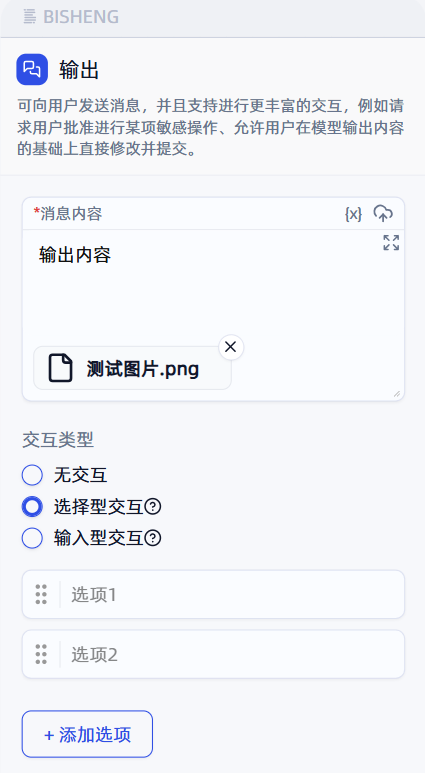 BISHENG
输出
可向用户发送消息，并且支持进行更丰富的交互，例如请
求用户批准进行某项敏感操作、允许用户在模型输出内容
的基础上直接修改并提交。
*消息内容 {x}
输出内容
测试图片.png
交互类型
无交互
选择型交互?
输入型交互?
选项1
选项2
+ 添加选项